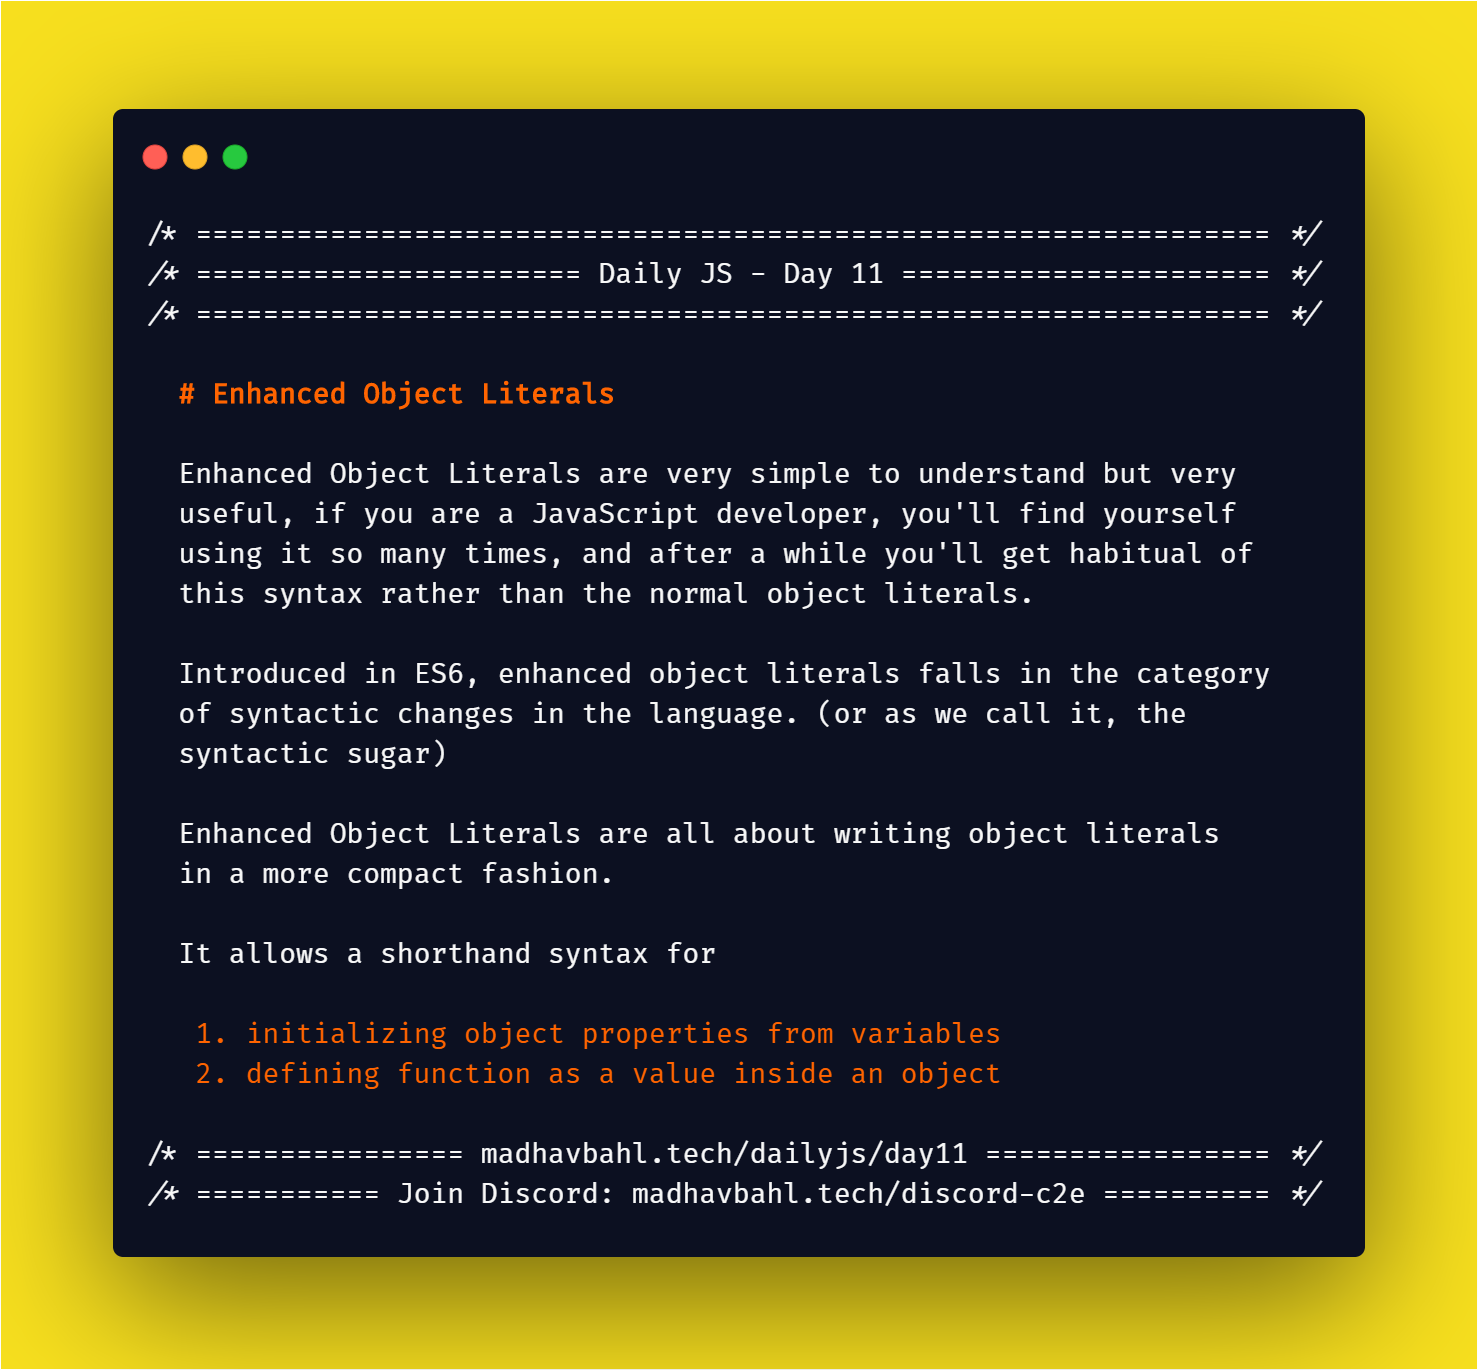 /* ================================================================ */
/* ======================= Daily JS - Day 11 ====================== */
/* ================================================================ */
# Enhanced Object Literals
Enhanced Object Literals are very simple to understand but very
useful, if you are a JavaScript developer, you'll find yourself
using it so many times, and after a while you'll get habitual of
this syntax rather than the normal object literals.
Introduced in ES6, enhanced object literals falls in the category
of syntactic changes in the language. (or as we call it, the
syntactic sugar)
Enhanced Object Literals are all about writing object literals
in a more compact fashion.
It allows a shorthand syntax for
1. initializing object properties from variables
2. defining function as a value inside an object
/* ================ madhavbahl.tech/dailyjs/day11 ================= */
/* =========== Join Discord: madhavbahl.tech/discord-c2e ========== */